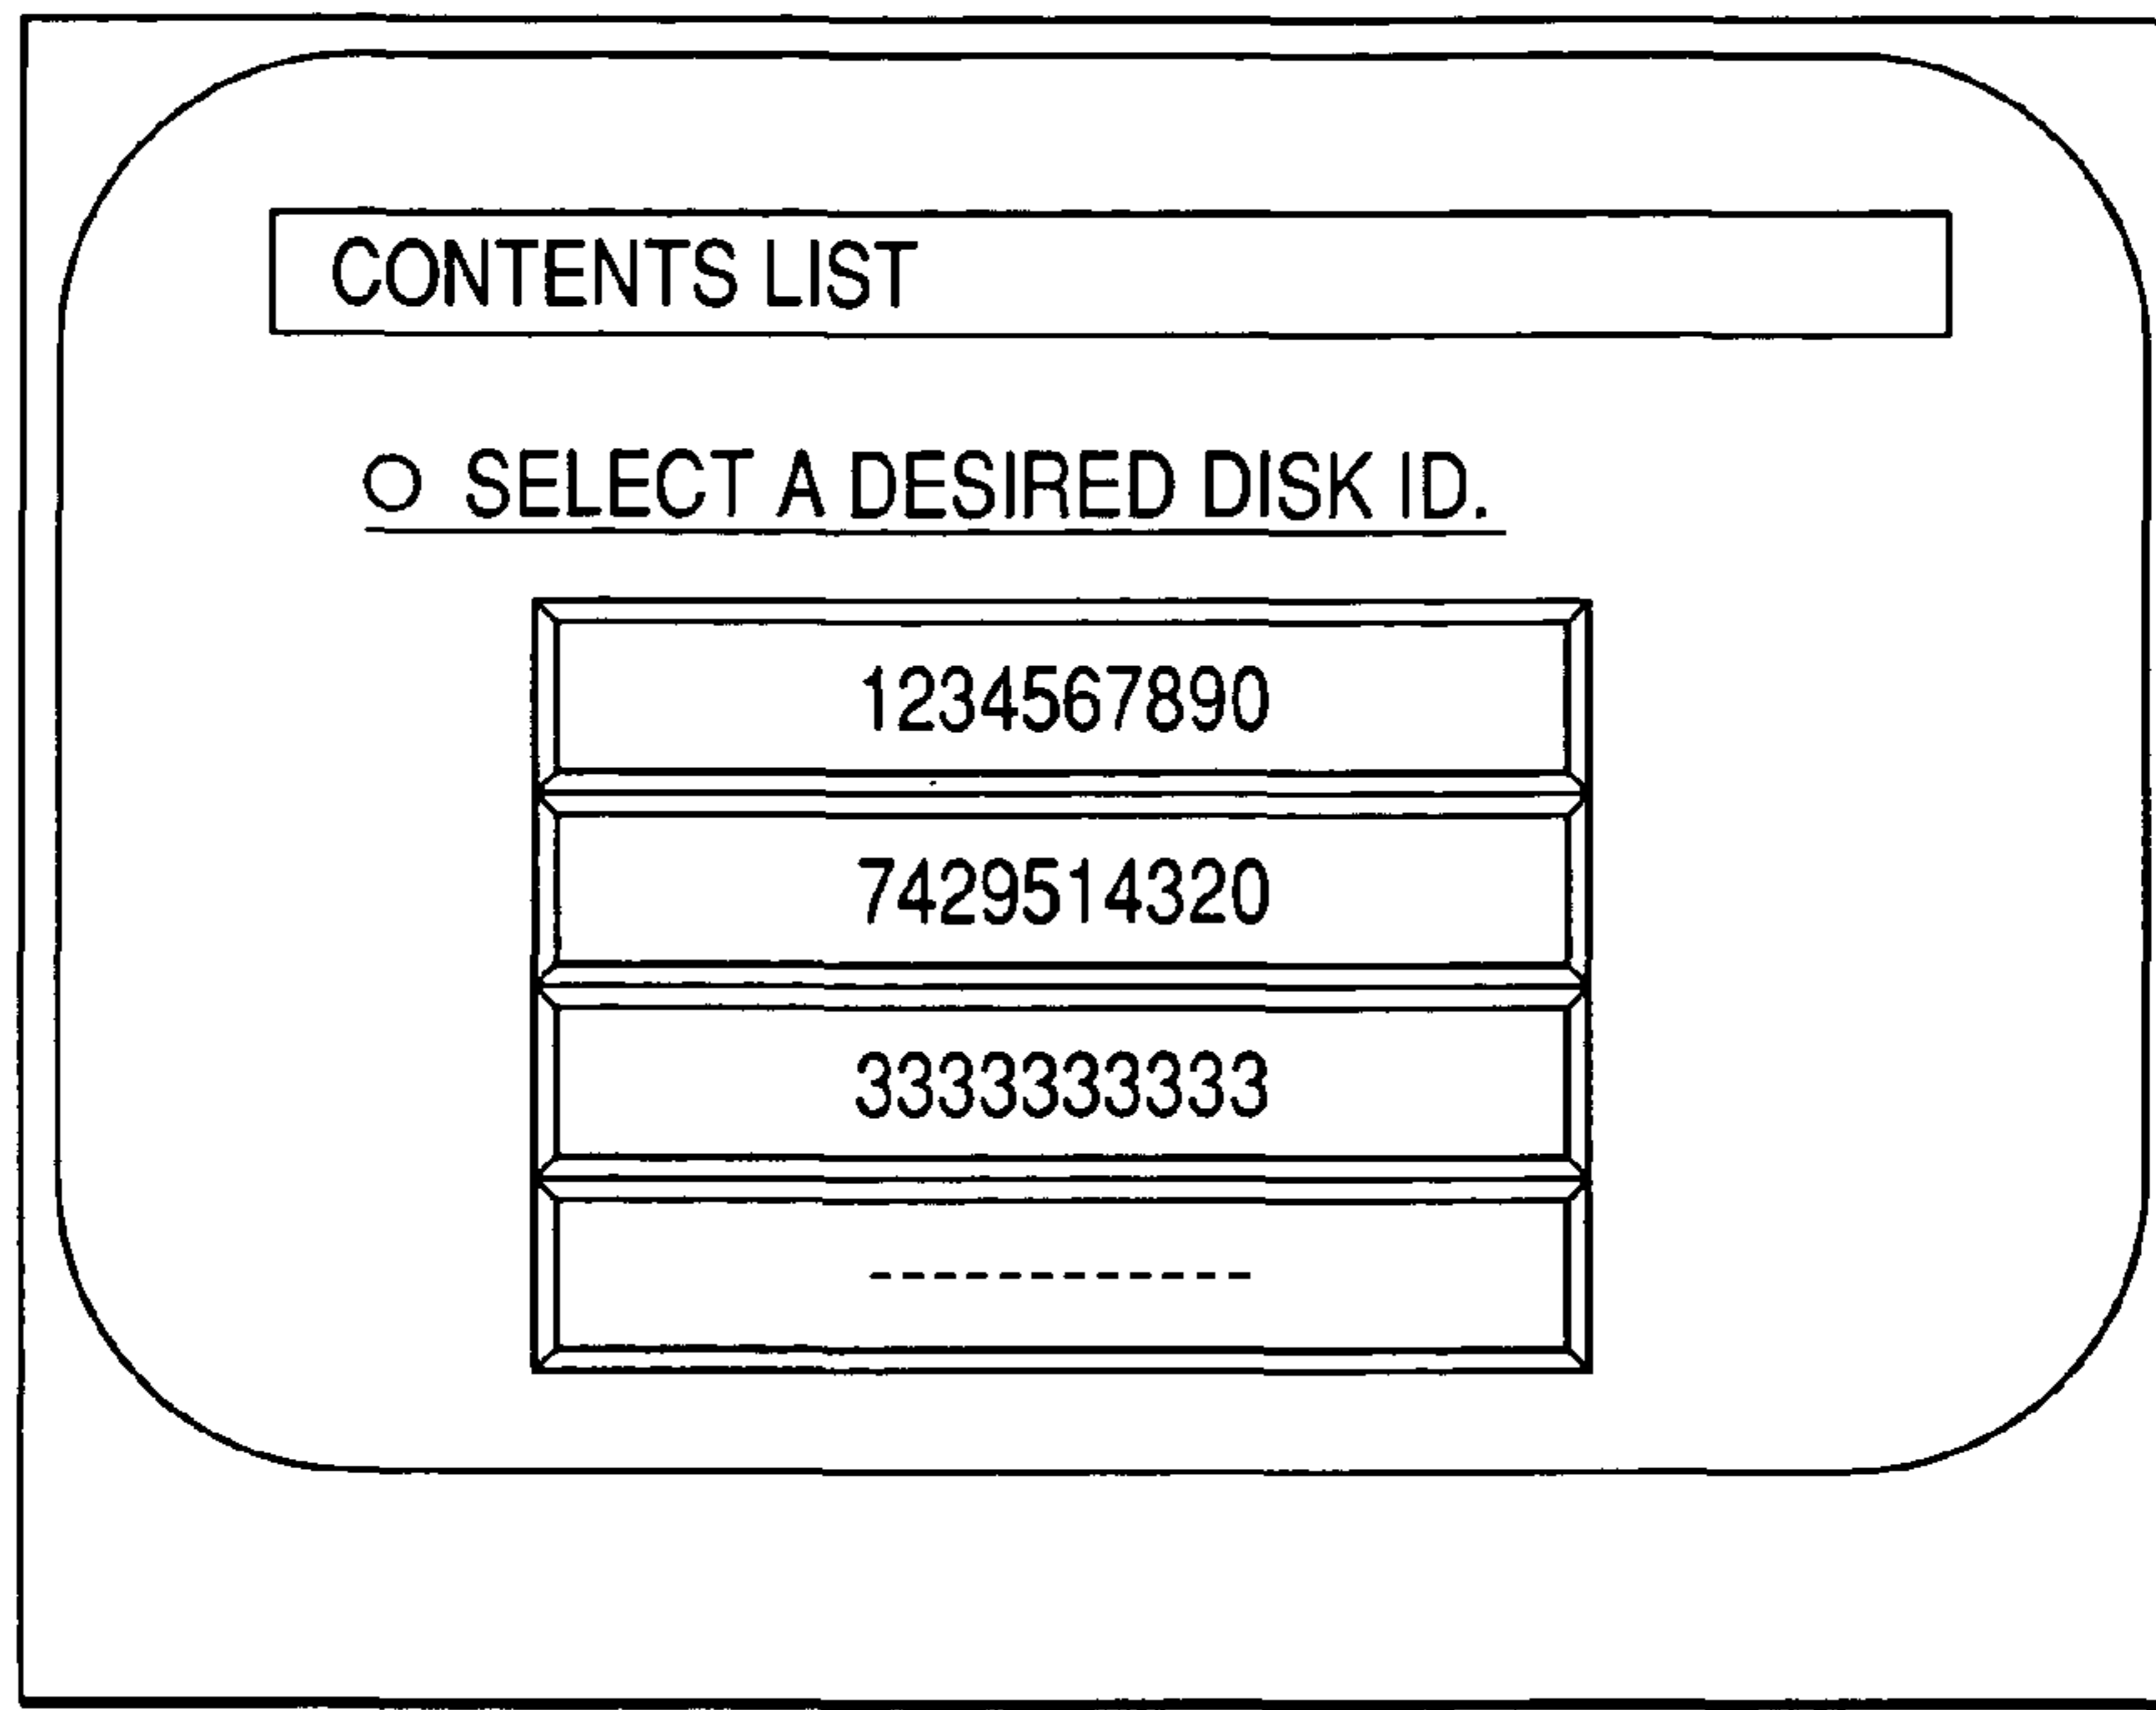 CONTENTS LIST
○ SELECT A DESIRED DISK ID.
1234567890
7429514320
3333333333
------------